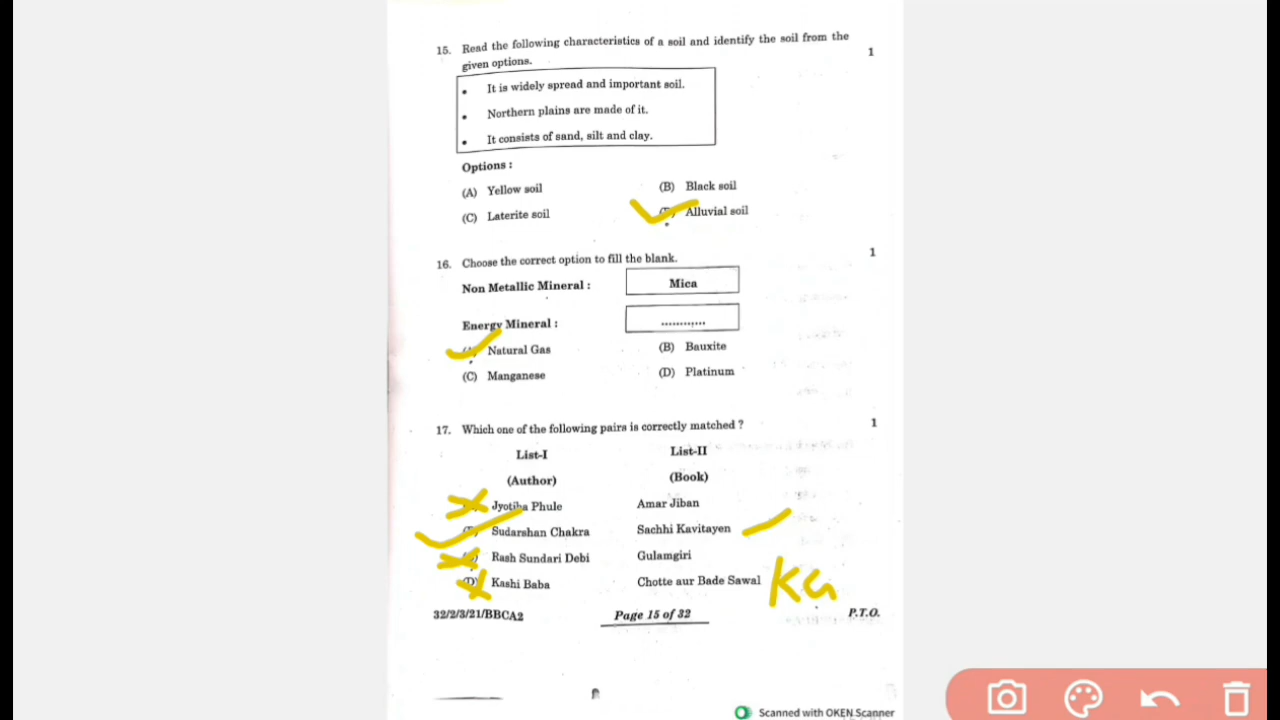 15. Read the following characteristics of a soil and identify the soil from the
given options. 1
• It is widely spread and important soil.
• Northern plains are made of it.
• It consists of sand, silt and clay.
Options :
(A) Yellow soil (B) Black soil
(C) Laterite soil Alluvial soil
16. Choose the correct option to fill the blank. 1
Non Metallic Mineral : Mica
Energy Mineral : ............
Natural Gas (B) Bauxite
(C) Manganese (D) Platinum
17. Which one of the following pairs is correctly matched ? 1
List-I List-II
(Author) (Book)
Jyotiba Phule Amar Jiban
Sudarshan Chakra Sachhi Kavitayen
Rash Sundari Debi Gulamgiri
(D) Kashi Baba Chotte aur Bade Sawal
32/2/3/21/BBCA2 Page 15 of 32 P.T.O.
Scanned with OKEN Scanner